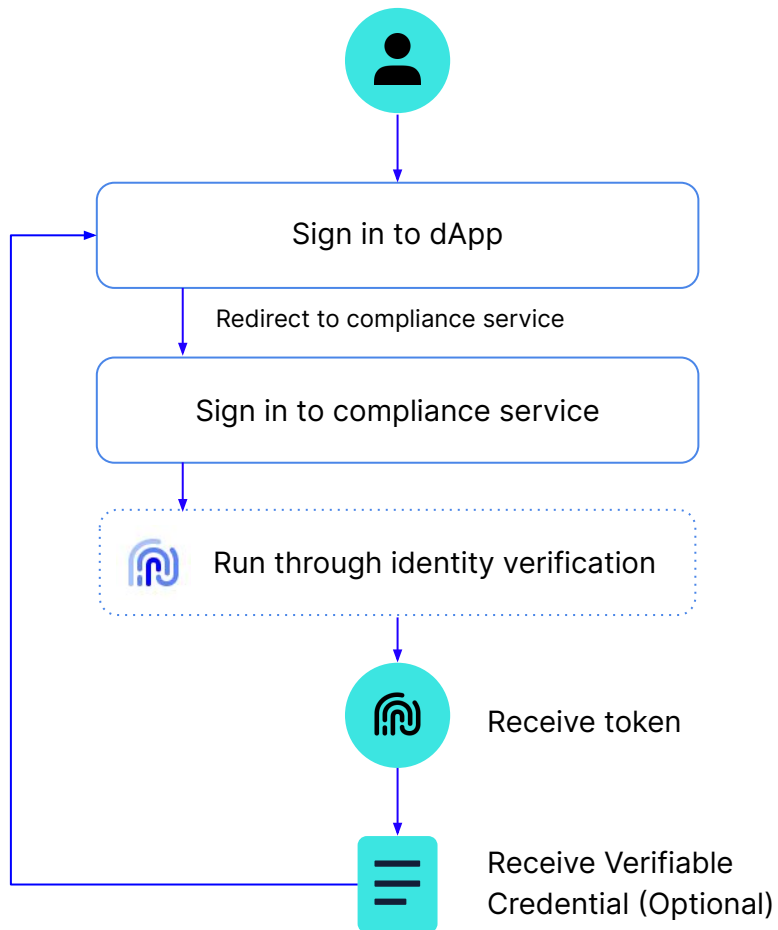 Sign in to dApp
Redirect to compliance service
Sign in to compliance service
Run through identity verification
Receive token
Receive Verifiable
Credential (Optional)